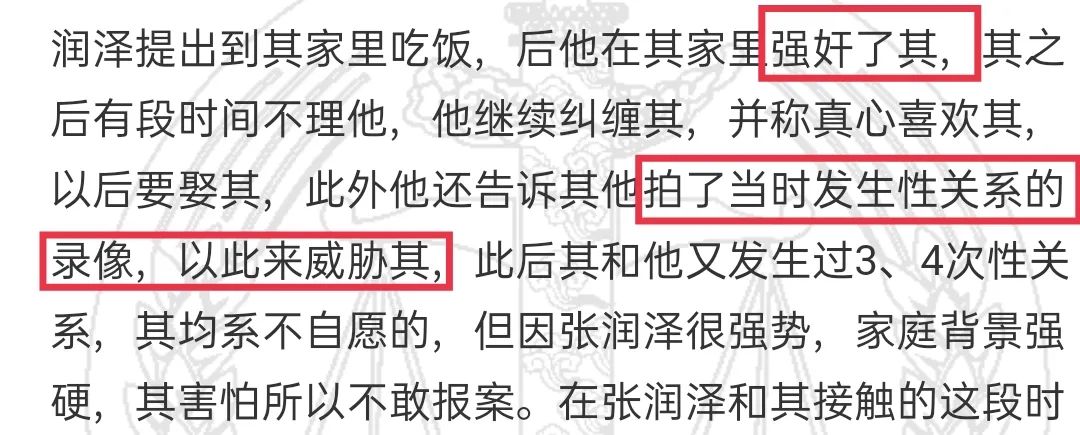 润泽提出到其家里吃饭，后他在其家里强奸了其，其之
后有段时间不理他，他继续纠缠其，并称真心喜欢其，
以后要娶其，此外他还告诉其他拍了当时发生性关系的
录像，以此来威胁其，此后其和他又发生过3、4次性关
系，其均系不自愿的，但因张润泽很强势，家庭背景强
硬，其害怕所以不敢报案。在张润泽和其接触的这段时